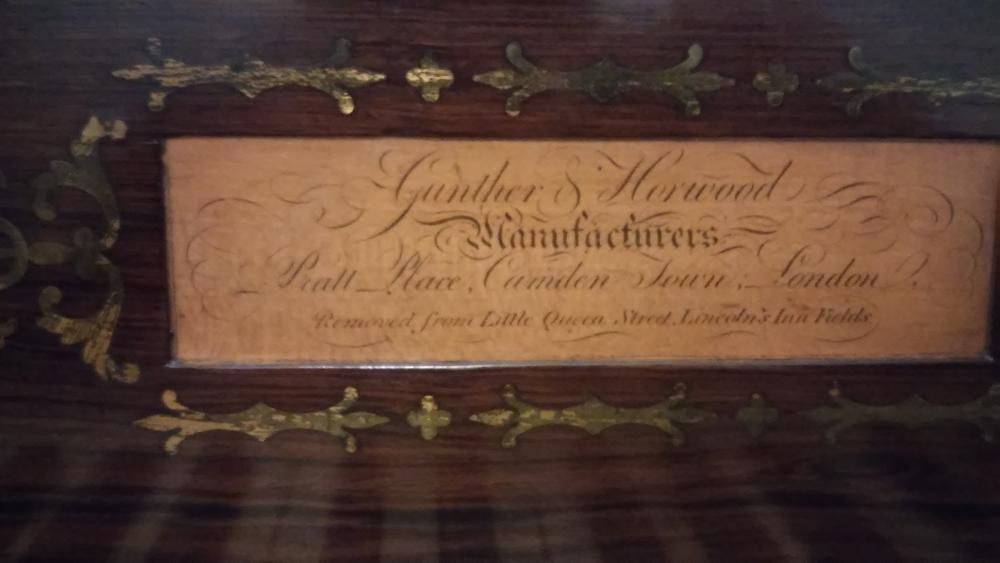 Gunther & Horwood
Manufacturers
Pratt Place, Camden Town, London
Removed from Little Queen Street, Lincoln's Inn Fields